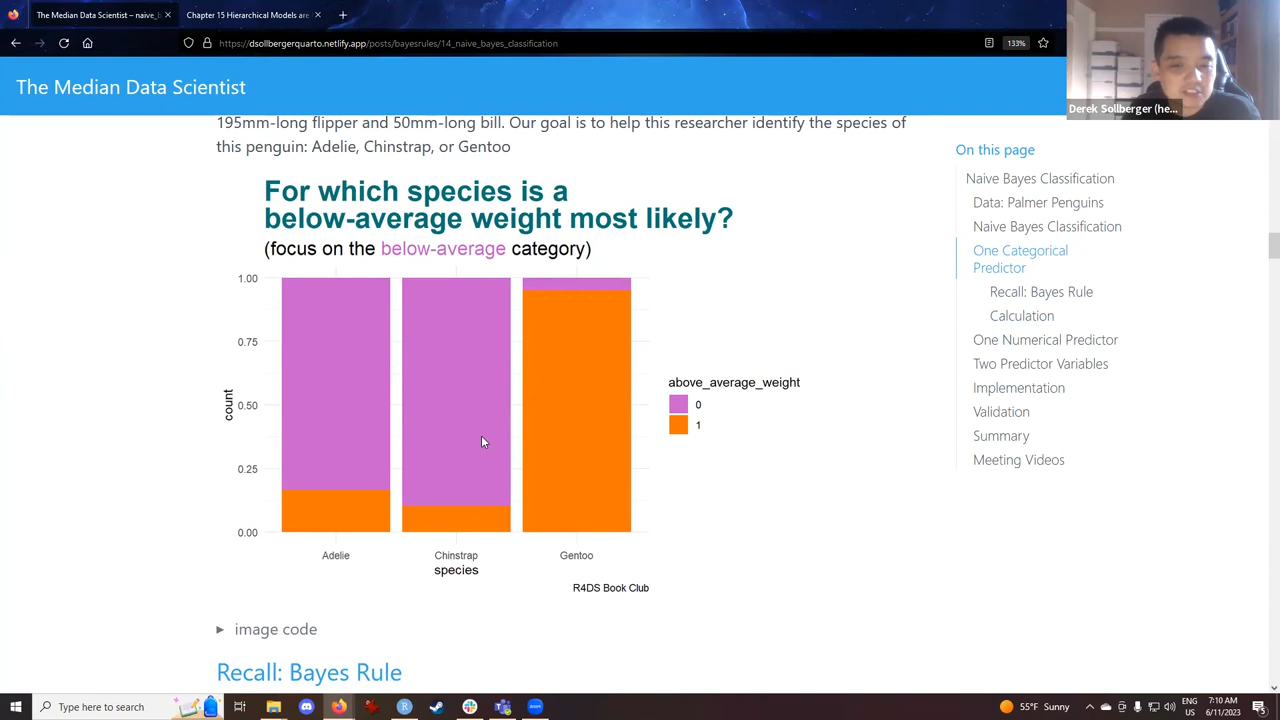 The Median Data Scientist – naive_b
Chapter 15 Hierarchical Models are
https://dsollbergerquarto.netlify.app/posts/bayesrules/14_naive_bayes_classification
133%
Derek Sollberger (he...
The Median Data Scientist
195mm-long flipper and 50mm-long bill. Our goal is to help this researcher identify the species of
this penguin: Adelie, Chinstrap, or Gentoo
For which species is a
below-average weight most likely?
(focus on the below-average category)
1.00
0.75
0.50
0.25
0.00
count
Adelie
Chinstrap
Gentoo
species
above_average_weight
0
1
R4DS Book Club
image code
Recall: Bayes Rule
On this page
Naive Bayes Classification
Data: Palmer Penguins
Naive Bayes Classification
One Categorical
Predictor
Recall: Bayes Rule
Calculation
One Numerical Predictor
Two Predictor Variables
Implementation
Validation
Summary
Meeting Videos
Type here to search
55°F Sunny
ENG
US
7:10 AM
6/11/2023